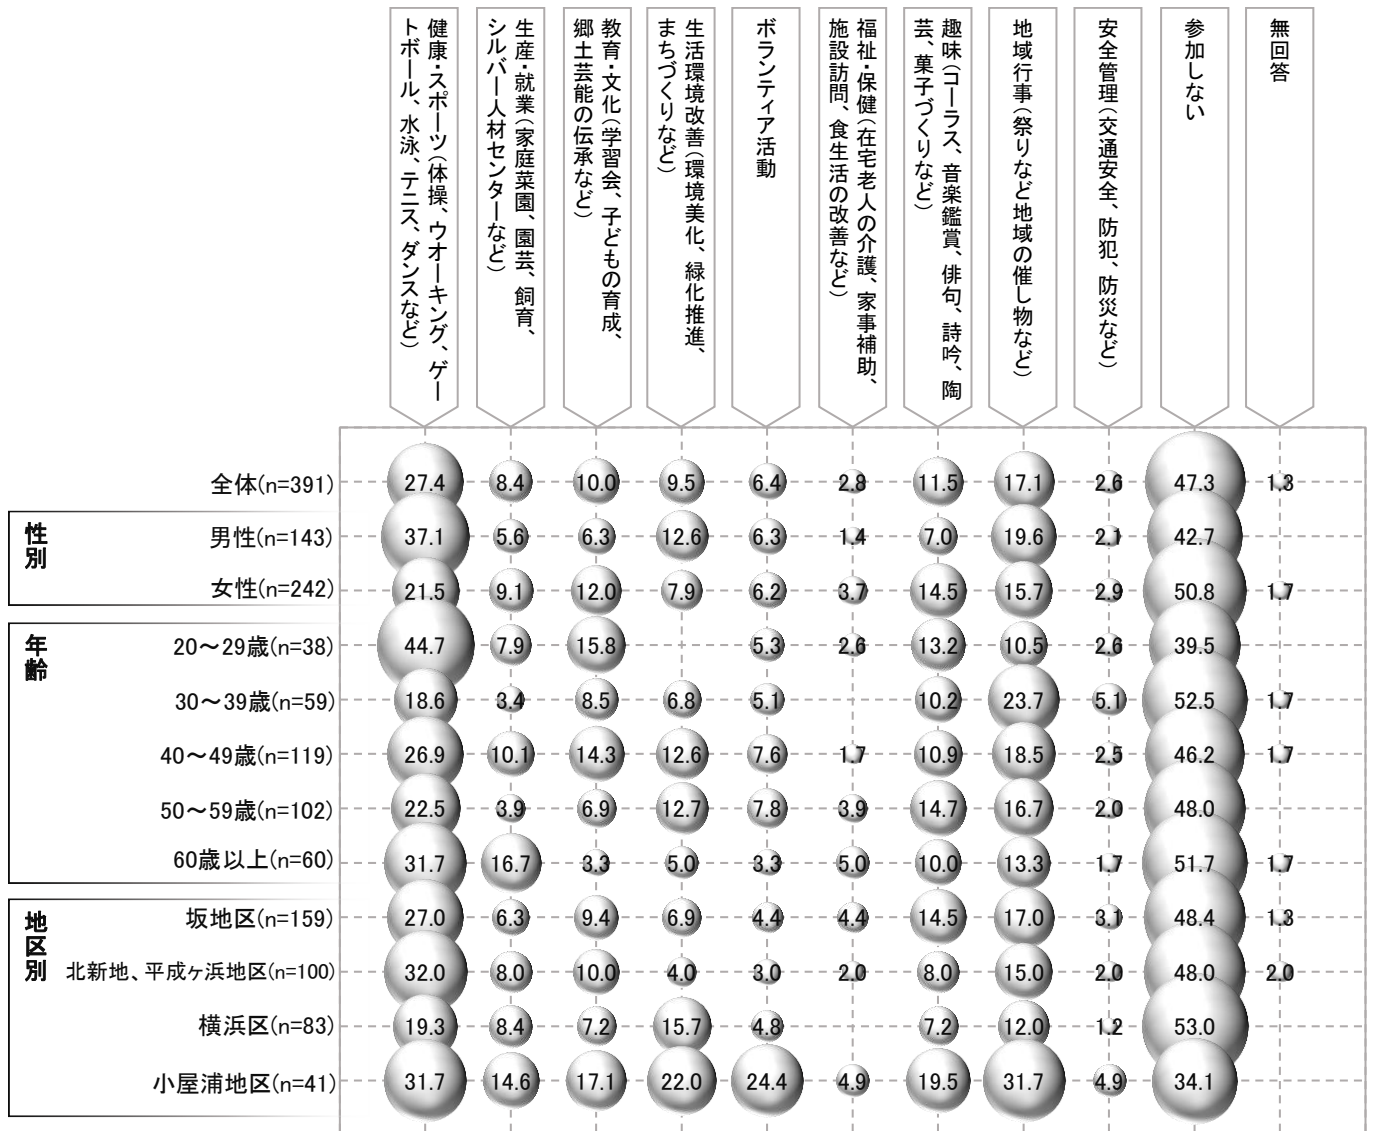 健康・スポーツ（体操、ウオーキング、ゲー
トボール、水泳、テニス、ダンスなど）
生産・就業（家庭菜園、園芸、飼育、
シルバー人材センターなど）
教育・文化（学習会、子どもの育成、
郷土芸能の伝承など）
生活環境改善（環境美化、緑化推進、
まちづくりなど）
ボランティア活動
福祉・保健（在宅老人の介護、家事補助、
施設訪問、食生活の改善など）
趣味（コーラス、音楽鑑賞、俳句、詩吟、陶
芸、菓子づくりなど）
地域行事（祭りなど地域の催し物など）
安全管理（交通安全、防犯、防災など）
参加しない
無回答
全体(n=391) 27.4 8.4 10.0 9.5 6.4 2.8 11.5 17.1 2.6 47.3 1.3
性別
男性(n=143) 37.1 5.6 6.3 12.6 6.3 1.4 7.0 19.6 2.1 42.7
女性(n=242) 21.5 9.1 12.0 7.9 6.2 3.7 14.5 15.7 2.9 50.8 1.7
年齢
20～29歳(n=38) 44.7 7.9 15.8 5.3 2.6 13.2 10.5 2.6 39.5
30～39歳(n=59) 18.6 3.4 8.5 6.8 5.1 10.2 23.7 5.1 52.5 1.7
40～49歳(n=119) 26.9 10.1 14.3 12.6 7.6 1.7 10.9 18.5 2.5 46.2 1.7
50～59歳(n=102) 22.5 3.9 6.9 12.7 7.8 3.9 14.7 16.7 2.0 48.0
60歳以上(n=60) 31.7 16.7 3.3 5.0 3.3 5.0 10.0 13.3 1.7 51.7 1.7
地区別
坂地区(n=159) 27.0 6.3 9.4 6.9 4.4 4.4 14.5 17.0 3.1 48.4 1.3
北新地、平成ヶ浜地区(n=100) 32.0 8.0 10.0 4.0 3.0 2.0 8.0 15.0 2.0 48.0 2.0
横浜区(n=83) 19.3 8.4 7.2 15.7 4.8 7.2 12.0 1.2 53.0
小屋浦地区(n=41) 31.7 14.6 17.1 22.0 24.4 4.9 19.5 31.7 4.9 34.1